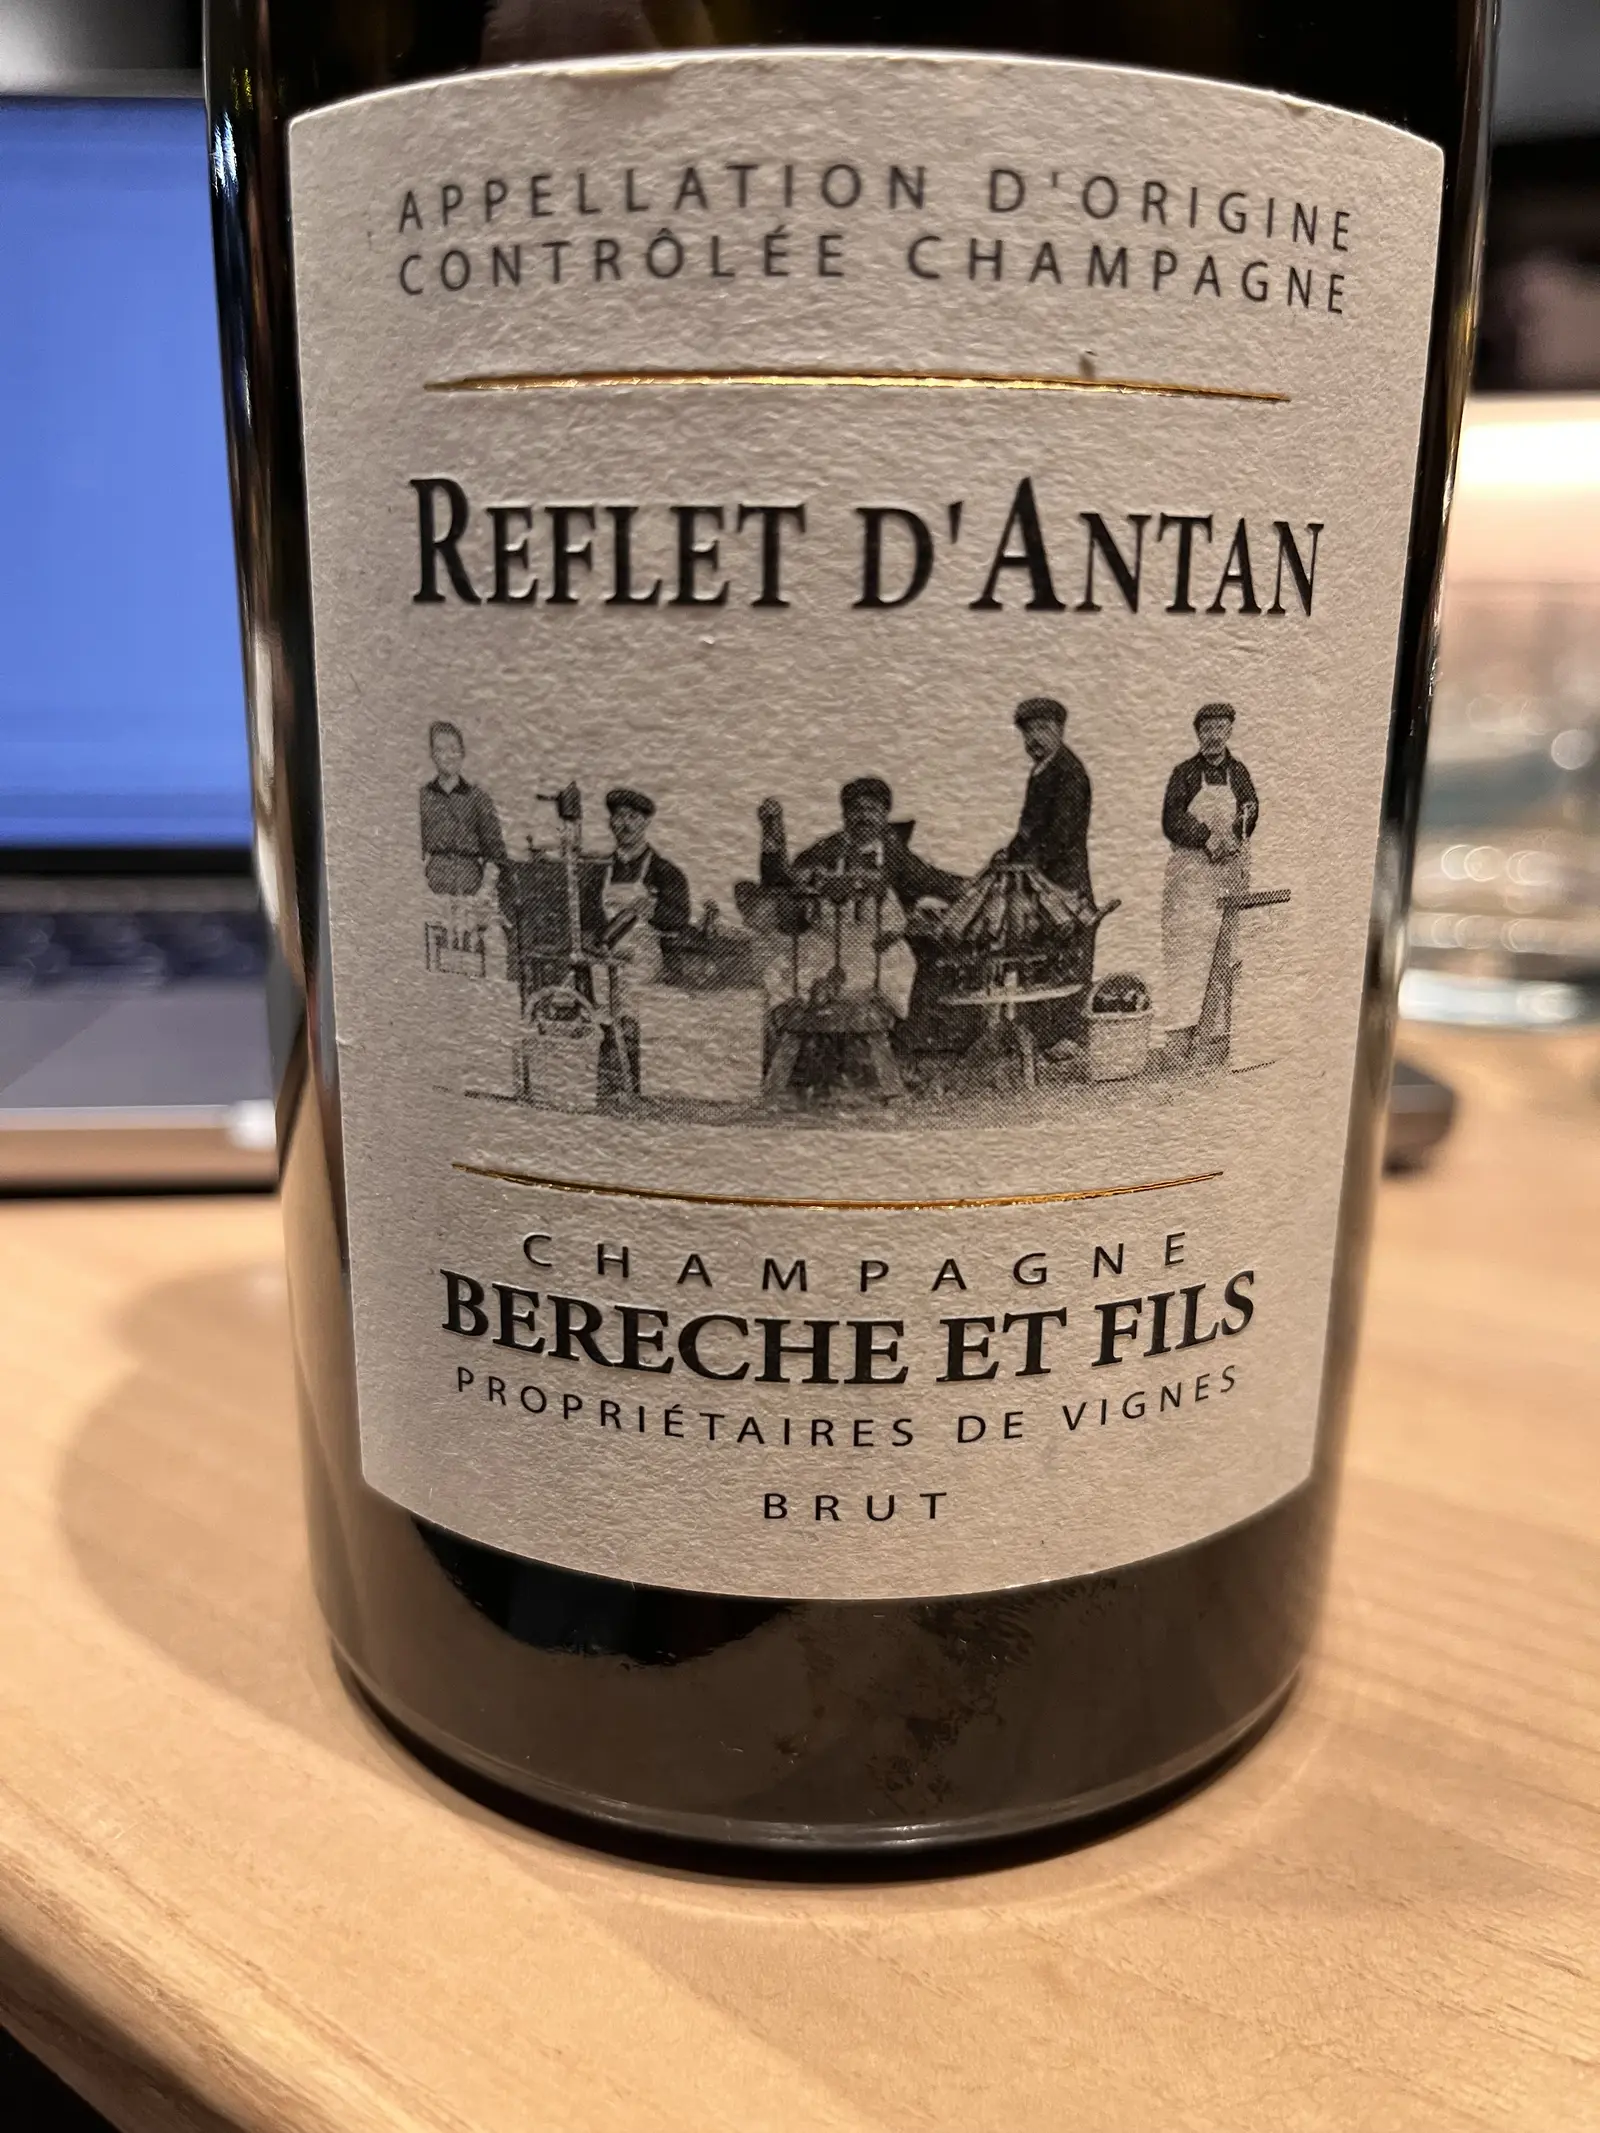 APPELLATION D'ORIGINE
CONTRÔLÉE CHAMPAGNE
REFLET D'ANTAN
CHAMPAGNE
BERECHE ET FILS
PROPRIÉTAIRES DE VIGNES
BRUT